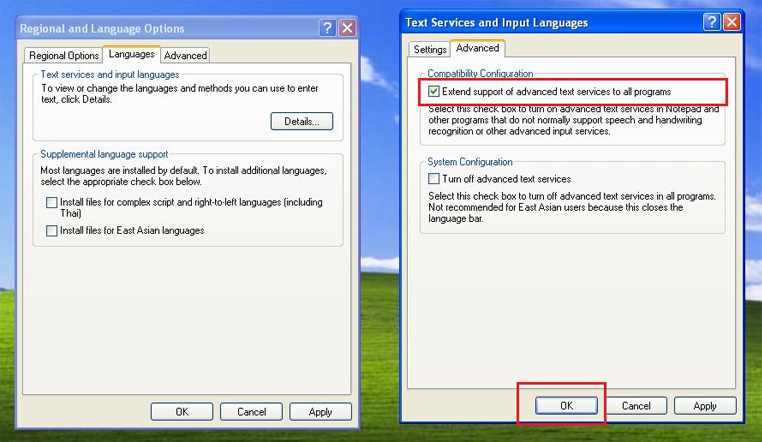 Regional and Language Options
Regional Options Languages Advanced
Text services and input languages
To view or change the languages and methods you can use to enter
text, click Details.
Details...
Supplemental language support
Most languages are installed by default. To install additional languages,
select the appropriate check box below.
Install files for complex script and right-to-left languages (including
Thai)
Install files for East Asian languages
OK Cancel Apply
Text Services and Input Languages
Settings Advanced
Compatibility Configuration
Extend support of advanced text services to all programs
Select this check box to turn on advanced text services in Notepad and
other programs that do not normally support speech and handwriting
recognition or other advanced input services.
System Configuration
Turn off advanced text services
Select this check box to turn off advanced text services in all programs.
Not recommended for East Asian users because this closes the
language bar.
OK Cancel Apply